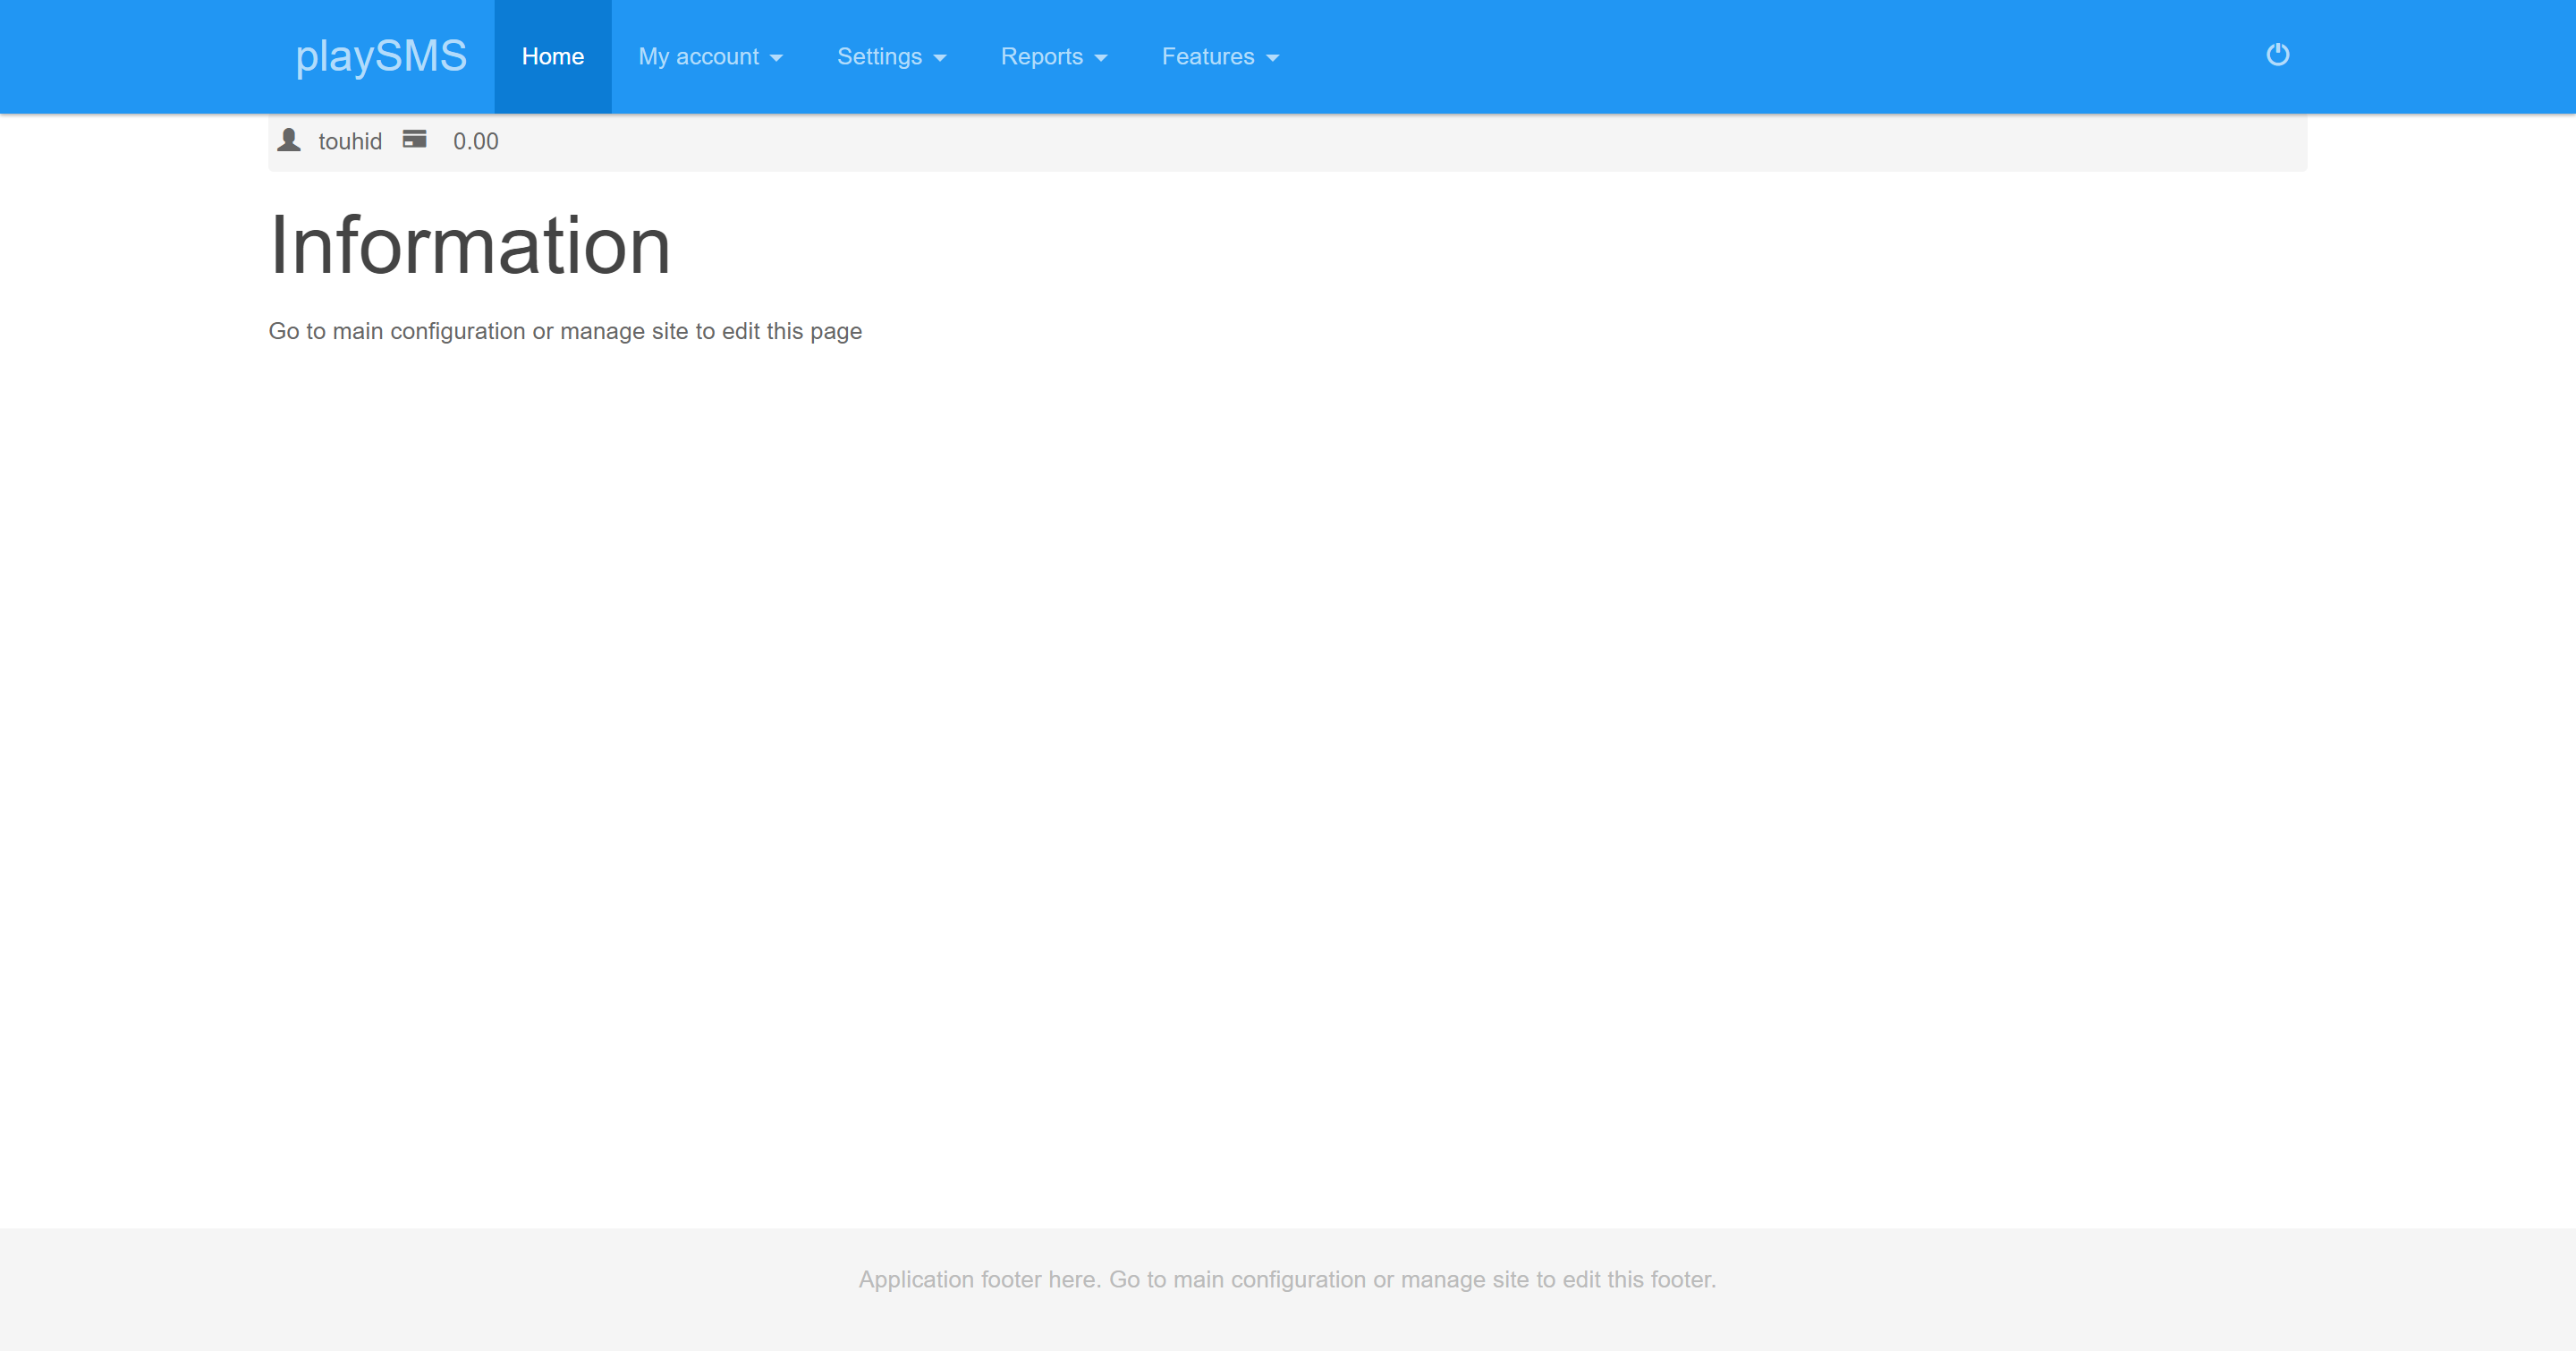 playSMS Home My account Settings Reports Features
touhid 0.00
Information
Go to main configuration or manage site to edit this page
Application footer here. Go to main configuration or manage site to edit this footer.